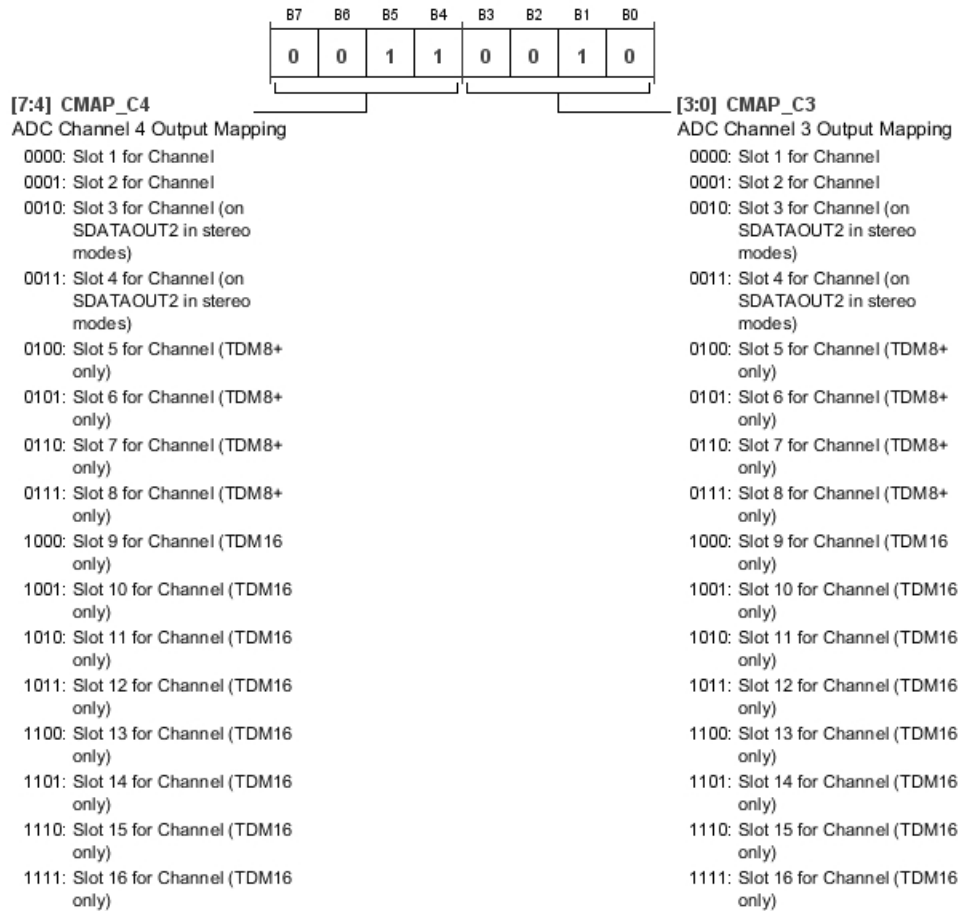 B7 B6 B5 B4 B3 B2 B1 B0
0 0 1 1 0 0 1 0
[7:4] CMAP_C4
ADC Channel 4 Output Mapping
0000: Slot 1 for Channel
0001: Slot 2 for Channel
0010: Slot 3 for Channel (on
SDATAOUT2 in stereo
modes)
0011: Slot 4 for Channel (on
SDATAOUT2 in stereo
modes)
0100: Slot 5 for Channel (TDM8+
only)
0101: Slot 6 for Channel (TDM8+
only)
0110: Slot 7 for Channel (TDM8+
only)
0111: Slot 8 for Channel (TDM8+
only)
1000: Slot 9 for Channel (TDM16
only)
1001: Slot 10 for Channel (TDM16
only)
1010: Slot 11 for Channel (TDM16
only)
1011: Slot 12 for Channel (TDM16
only)
1100: Slot 13 for Channel (TDM16
only)
1101: Slot 14 for Channel (TDM16
only)
1110: Slot 15 for Channel (TDM16
only)
1111: Slot 16 for Channel (TDM16
only)
[3:0] CMAP_C3
ADC Channel 3 Output Mapping
0000: Slot 1 for Channel
0001: Slot 2 for Channel
0010: Slot 3 for Channel (on
SDATAOUT2 in stereo
modes)
0011: Slot 4 for Channel (on
SDATAOUT2 in stereo
modes)
0100: Slot 5 for Channel (TDM8+
only)
0101: Slot 6 for Channel (TDM8+
only)
0110: Slot 7 for Channel (TDM8+
only)
0111: Slot 8 for Channel (TDM8+
only)
1000: Slot 9 for Channel (TDM16
only)
1001: Slot 10 for Channel (TDM16
only)
1010: Slot 11 for Channel (TDM16
only)
1011: Slot 12 for Channel (TDM16
only)
1100: Slot 13 for Channel (TDM16
only)
1101: Slot 14 for Channel (TDM16
only)
1110: Slot 15 for Channel (TDM16
only)
1111: Slot 16 for Channel (TDM16
only)